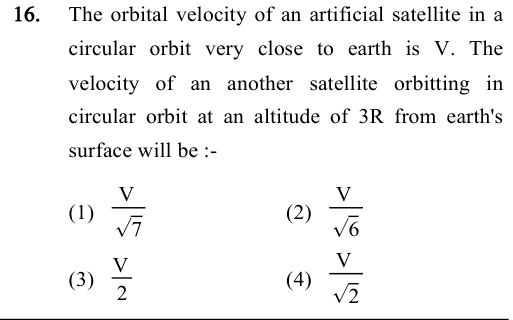 16. The orbital velocity of an artificial satellite in a
circular orbit very close to earth is V. The
velocity of an another satellite orbitting in
circular orbit at an altitude of 3R from earth's
surface will be :-
(1) V/√7 (2) V/√6
(3) V/2 (4) V/√2